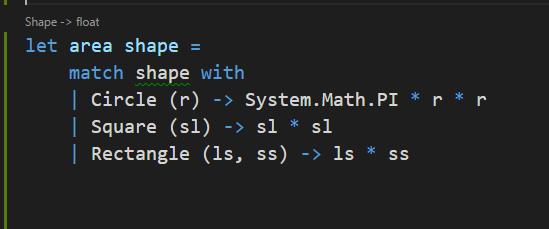 Shape -> float
let area shape =
    match shape with
    | Circle (r) -> System.Math.PI * r * r
    | Square (sl) -> sl * sl
    | Rectangle (ls, ss) -> ls * ss